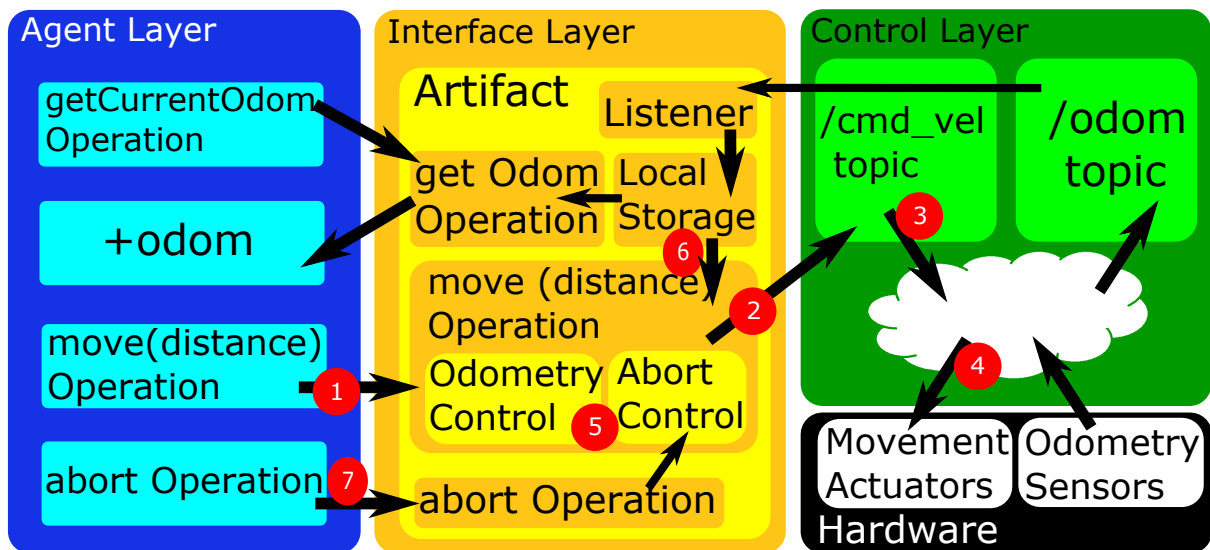 Agent Layer
getCurrentOdom
Operation
+odom
move(distance)
Operation
1
abort Operation
7
Interface Layer
Artifact
Listener
get Odom
Operation
Local
Storage
6
move (distance)
Operation
2
Odometry
Control
5
Abort
Control
abort Operation
Control Layer
/cmd_vel
topic
3
/odom
topic
4
Movement
Actuators
Odometry
Sensors
Hardware